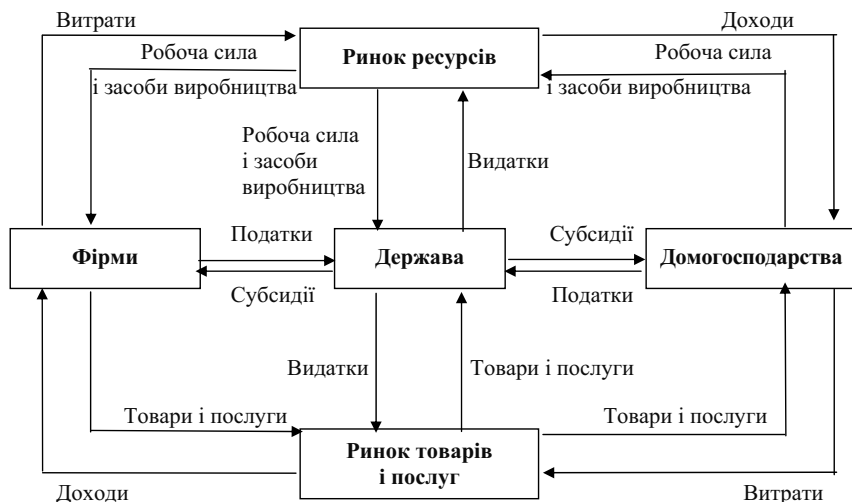 Витрати
Доходи
Робоча сила
і засоби виробництва
Ринок ресурсів
Робоча сила
і засоби виробництва
Робоча сила
і засоби
виробництва
Видатки
Фірми
Податки
Субсидії
Держава
Субсидії
Податки
Домогосподарства
Видатки
Товари і послуги
Товари і послуги
Ринок товарів
і послуг
Товари і послуги
Доходи
Витрати